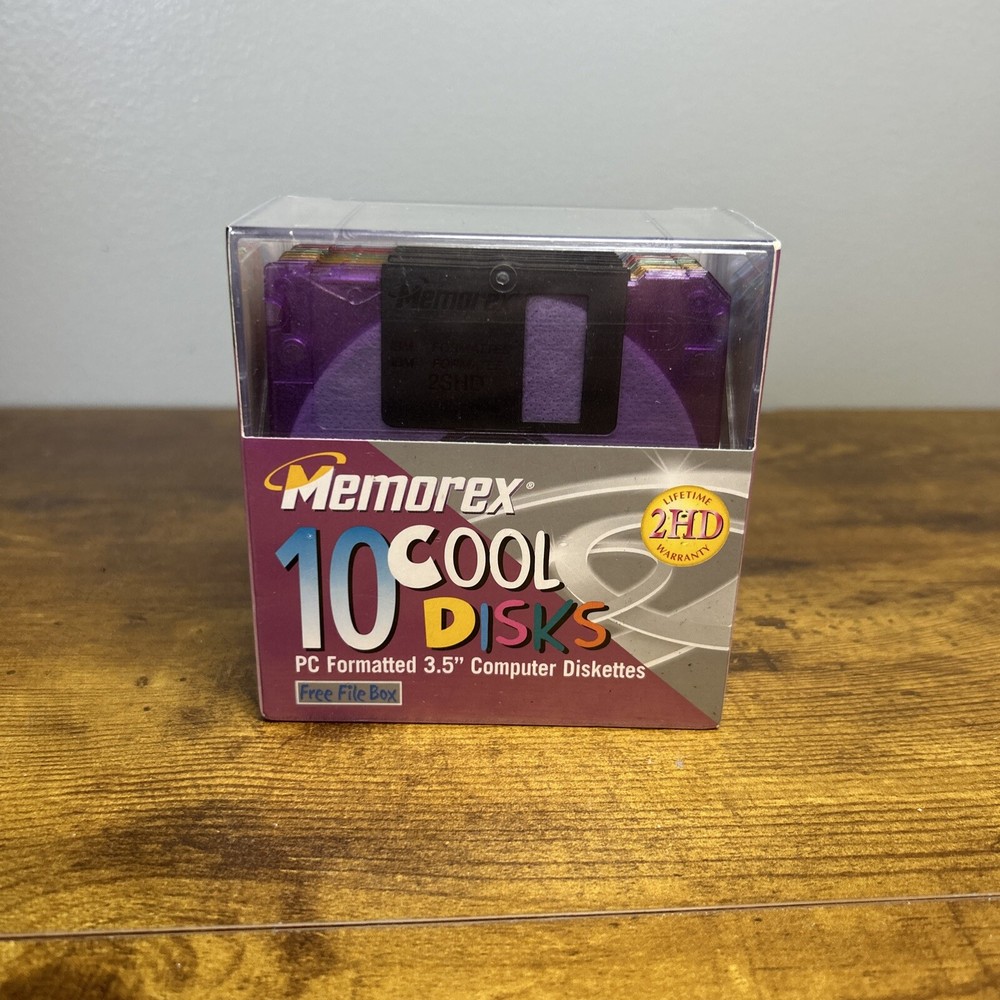 Memorex
2SHD
Memorex®
10 COOL
DISKS
PC Formatted 3.5” Computer Diskettes
Free File Box
LIFETIME
2HD
WARRANTY